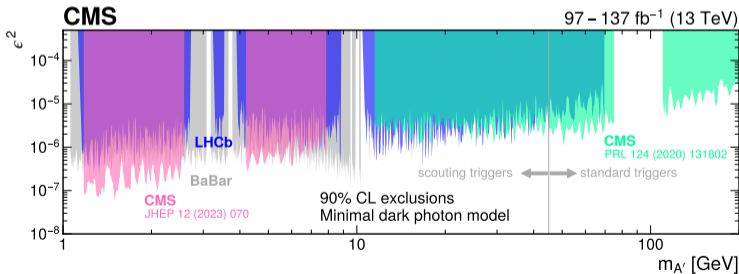 CMS
97 – 137 fb⁻¹ (13 TeV)
ε²
10⁻⁴
10⁻⁵
10⁻⁶
10⁻⁷
10⁻⁸
LHCb
BaBar
CMS
JHEP 12 (2023) 070
90% CL exclusions
Minimal dark photon model
scouting triggers
standard triggers
CMS
PRL 124 (2020) 131802
1
10
100
m_A′ [GeV]